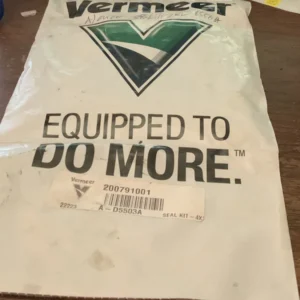 Vermeer
EQUIPPED TO
DO MORE.™
Vermeer
200791001
A-D5503A
SEAL KIT-